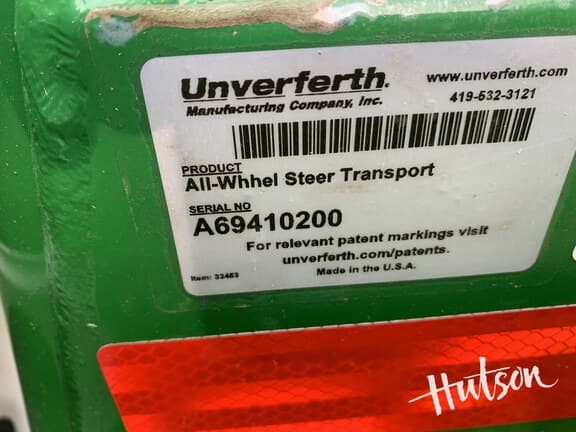 Unverferth.
Manufacturing Company, Inc.
www.unverferth.com
419-532-3121
PRODUCT
All-Whhel Steer Transport
SERIAL NO
A69410200
For relevant patent markings visit
unverferth.com/patents.
Made in the U.S.A.
Item: 32453
Hutson